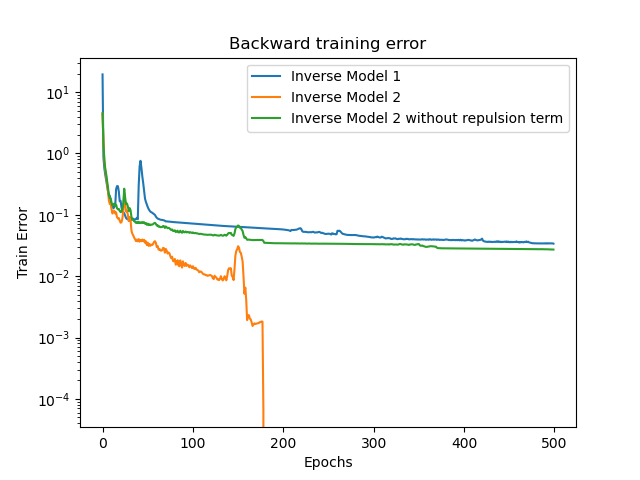 Backward training error
Inverse Model 1
Inverse Model 2
Inverse Model 2 without repulsion term
Train Error
10¹
10⁰
10⁻¹
10⁻²
10⁻³
10⁻⁴
0 100 200 300 400 500
Epochs